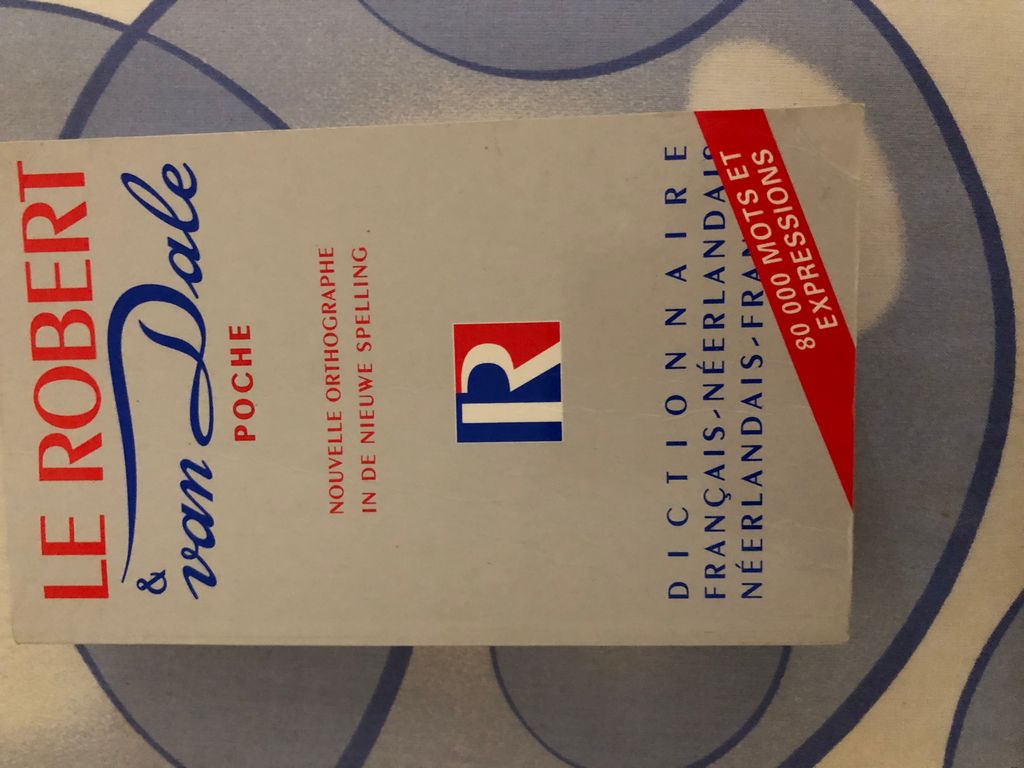 LE ROBERT
& van Dale
POCHE
NOUVELLE ORTHOGRAPHE
IN DE NIEUWE SPELLING
R
DICTIONNAIRE
FRANÇAIS-NÉERLANDAIS
NÉERLANDAIS-FRAN
80 000 MOTS ET
EXPRESSIONS